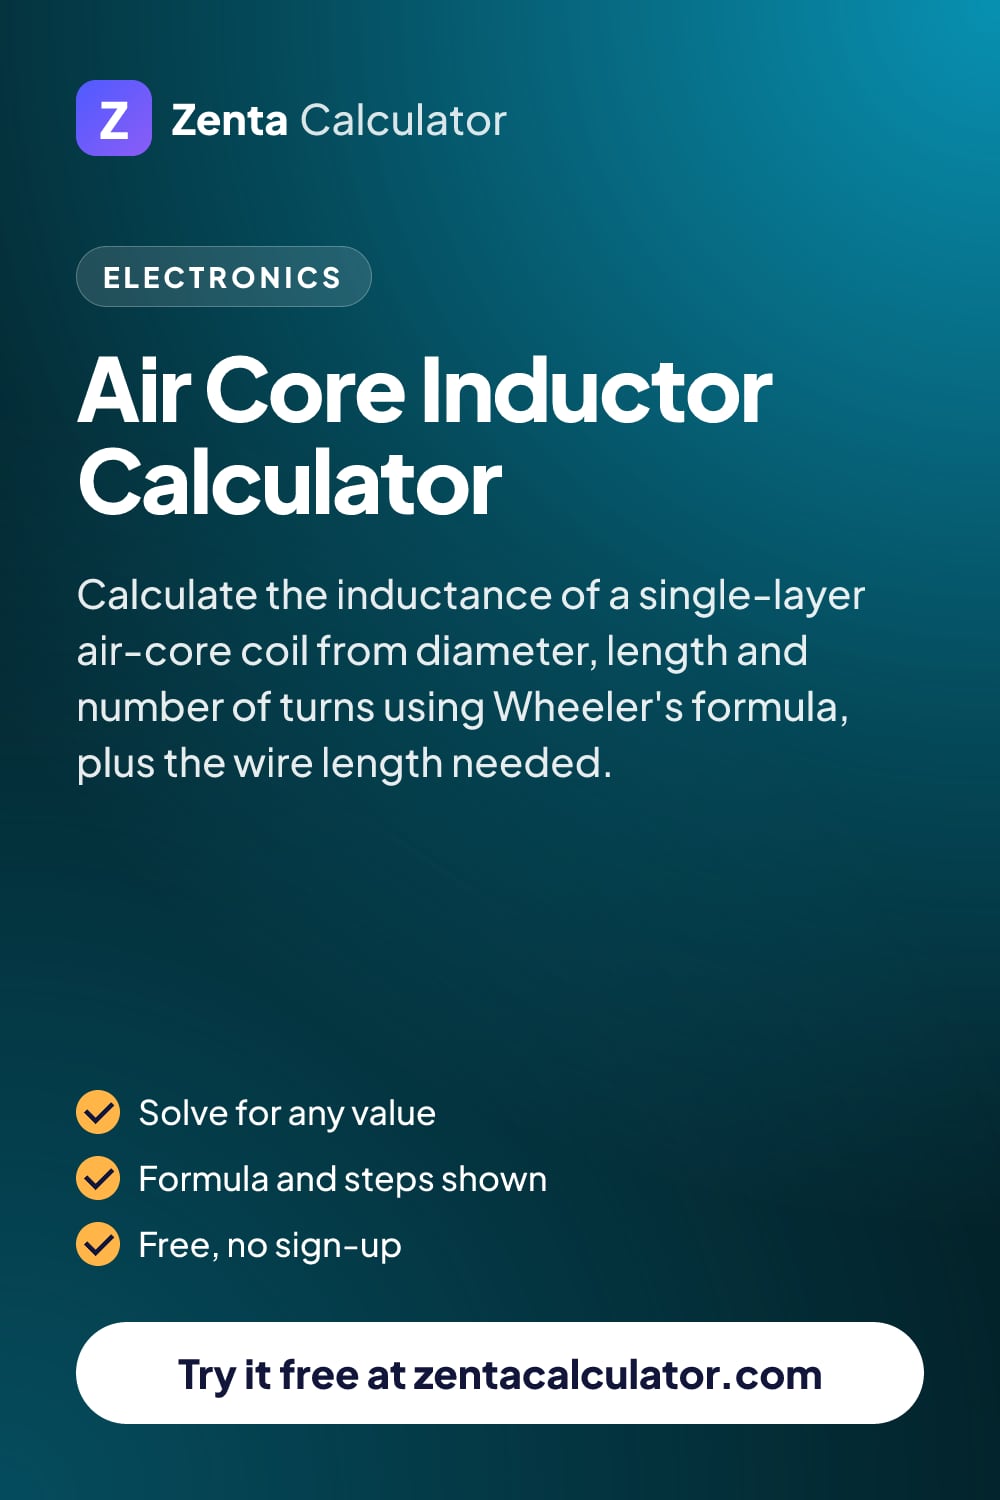 Z
Zenta Calculator
ELECTRONICS
Air Core Inductor
Calculator
Calculate the inductance of a single-layer
air-core coil from diameter, length and
number of turns using Wheeler's formula,
plus the wire length needed.
Solve for any value
Formula and steps shown
Free, no sign-up
Try it free at zentacalculator.com